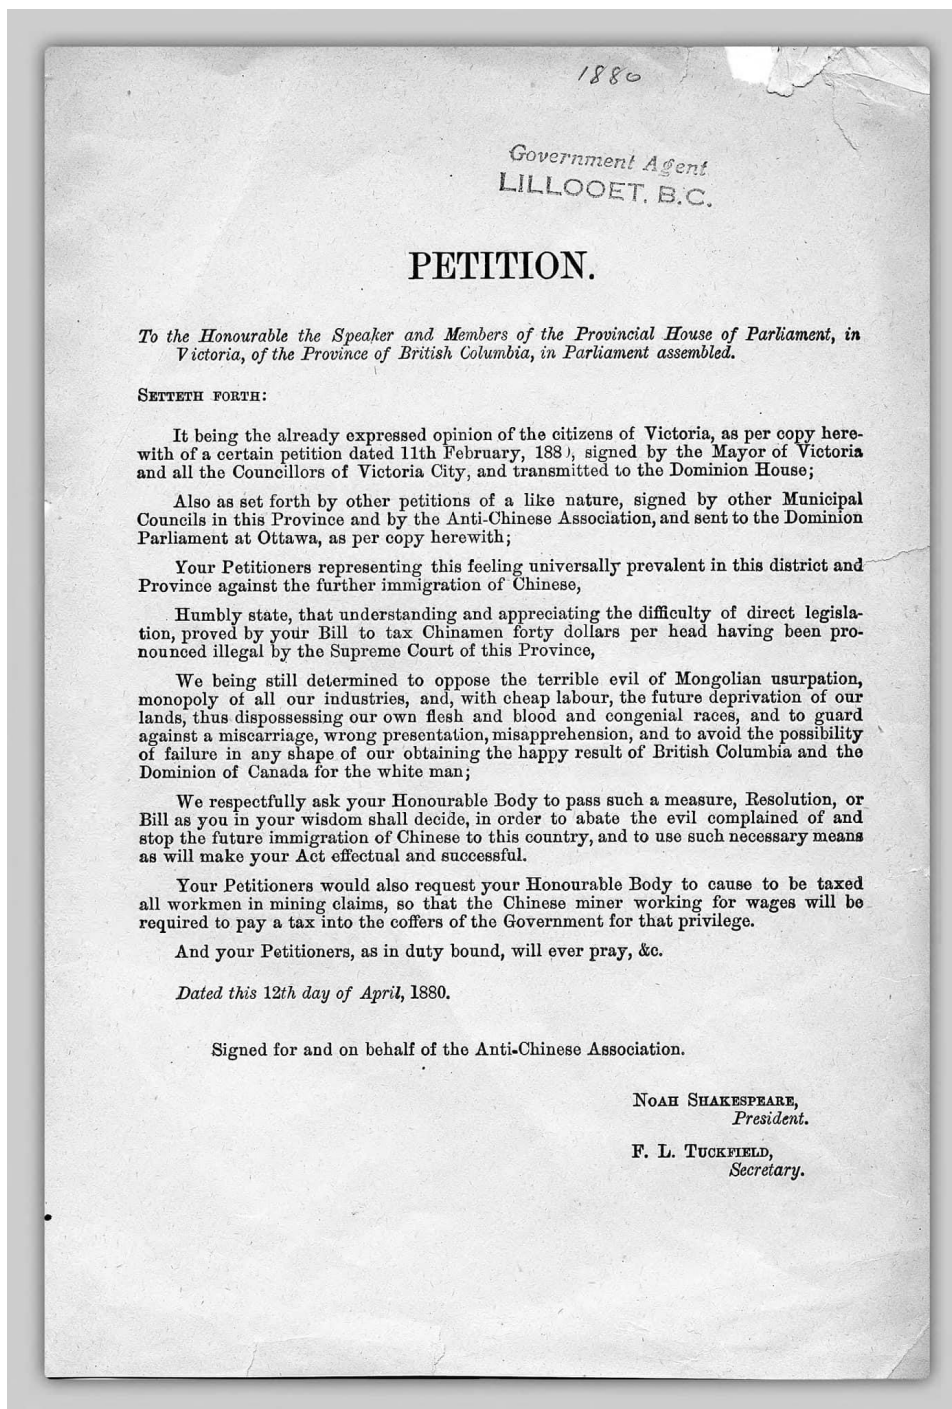 1880
Government Agent
LILLOOET, B.C.
PETITION.
To the Honourable the Speaker and Members of the Provincial House of Parliament, in
Victoria, of the Province of British Columbia, in Parliament assembled.
SETTETH FORTH:
It being the already expressed opinion of the citizens of Victoria, as per copy here-
with of a certain petition dated 11th February, 188), signed by the Mayor of Victoria
and all the Councillors of Victoria City, and transmitted to the Dominion House;
Also as set forth by other petitions of a like nature, signed by other Municipal
Councils in this Province and by the Anti-Chinese Association, and sent to the Dominion
Parliament at Ottawa, as per copy herewith;
Your Petitioners representing this feeling universally prevalent in this district and
Province against the further immigration of Chinese,
Humbly state, that understanding and appreciating the difficulty of direct legisla-
tion, proved by your Bill to tax Chinamen forty dollars per head having been pro-
nounced illegal by the Supreme Court of this Province,
We being still determined to oppose the terrible evil of Mongolian usurpation,
monopoly of all our industries, and, with cheap labour, the future deprivation of our
lands, thus dispossessing our own flesh and blood and congenial races, and to guard
against a miscarriage, wrong presentation, misapprehension, and to avoid the possibility
of failure in any shape of our obtaining the happy result of British Columbia and the
Dominion of Canada for the white man;
We respectfully ask your Honourable Body to pass such a measure, Resolution, or
Bill as you in your wisdom shall decide, in order to abate the evil complained of and
stop the future immigration of Chinese to this country, and to use such necessary means
as will make your Act effectual and successful.
Your Petitioners would also request your Honourable Body to cause to be taxed
all workmen in mining claims, so that the Chinese miner working for wages will be
required to pay a tax into the coffers of the Government for that privilege.
And your Petitioners, as in duty bound, will ever pray, &c.
Dated this 12th day of April, 1880.
Signed for and on behalf of the Anti-Chinese Association.
NOAH SHAKESPEARE,
President.
F. L. TUCKFIELD,
Secretary.